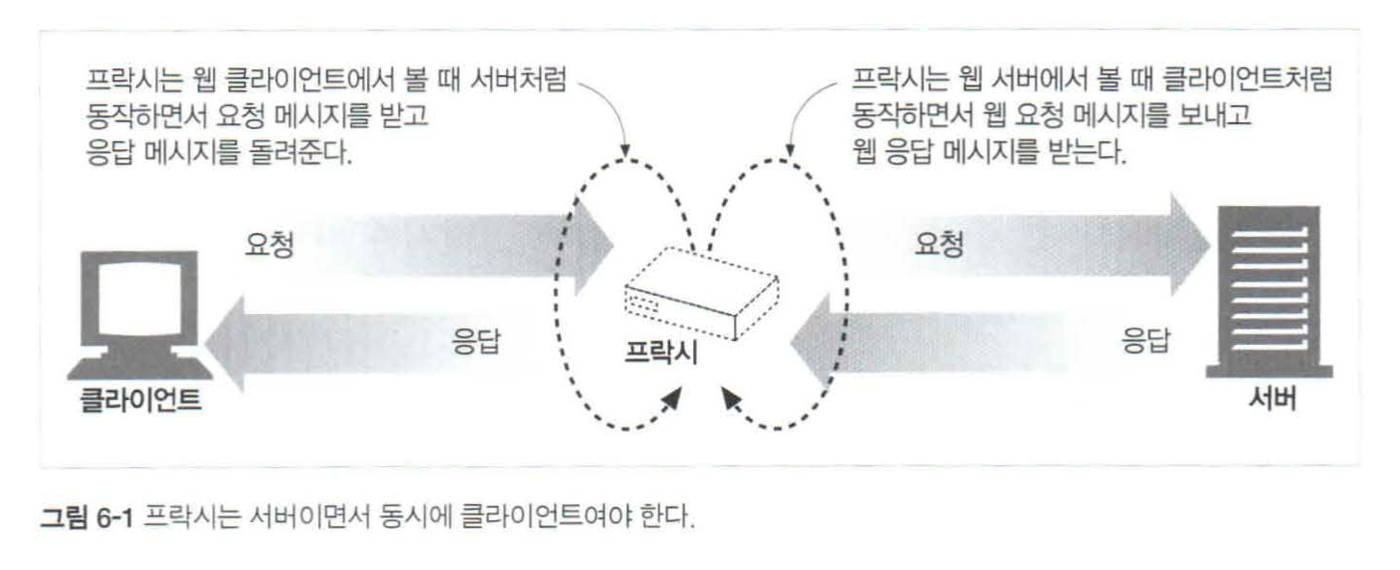 프락시는 웹 클라이언트에서 볼 때 서버처럼
동작하면서 요청 메시지를 받고
응답 메시지를 돌려준다.
프락시는 웹 서버에서 볼 때 클라이언트처럼
동작하면서 웹 요청 메시지를 보내고
웹 응답 메시지를 받는다.
요청
요청
응답
응답
프락시
클라이언트
서버
그림 6-1 프락시는 서버이면서 동시에 클라이언트여야 한다.